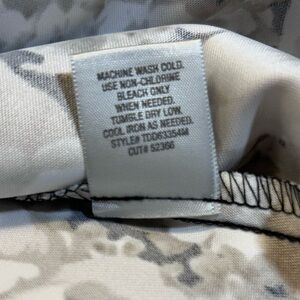 MACHINE WASH COLD.
USE NON-CHLORINE
BLEACH ONLY
WHEN NEEDED.
TUMBLE DRY LOW.
COOL IRON AS NEEDED.
STYLE# TDD63354M
CUT# 52366